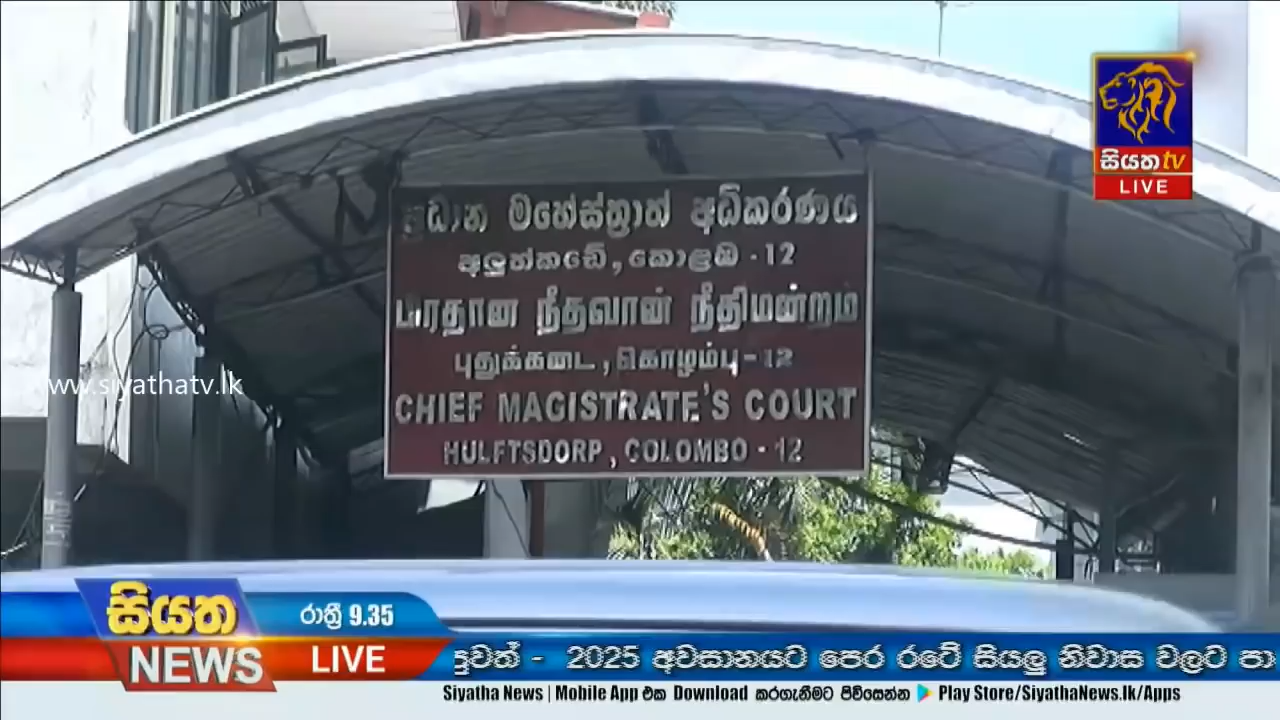 සියත tv
LIVE
ප්‍රධාන මහේස්ත්‍රාත් අධිකරණය
අලුත්කඩේ, කොළඹ - 12
பிரதான நீதவான் நீதிமன்றம்
புதுக்கடை, கொழம்பு - 12
www.siyathatv.lk
CHIEF MAGISTRATE'S COURT
HULFTSDORP, COLOMBO - 12
සියත රාත්‍රී 9.35
NEWS LIVE
පුවත් - 2025 අවසානයට පෙර රටේ සියලු නිවාස වලට
Siyatha News | Mobile App එක Download කරගැනීමට පිවිසෙන්න Play Store/SiyathaNews.lk/Apps